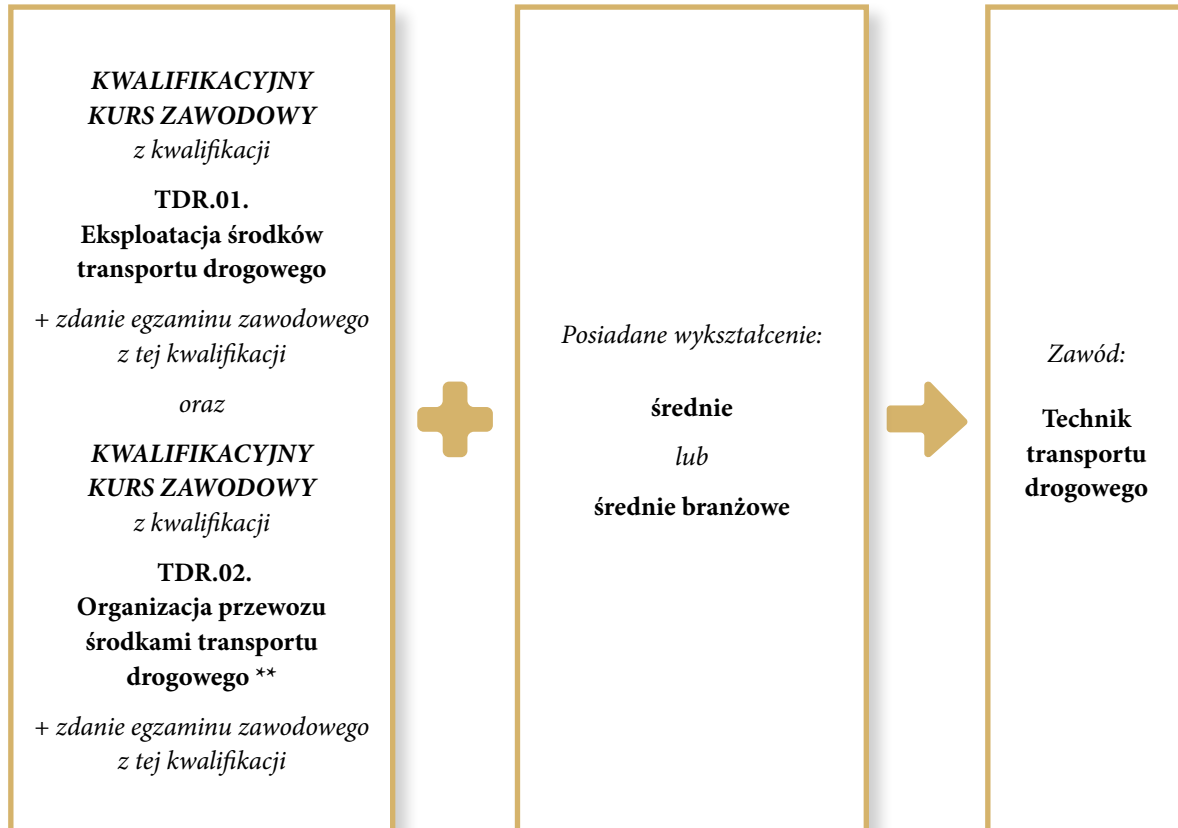 KWALIFIKACYJNY
KURS ZAWODOWY
z kwalifikacji
TDR.01.
Eksploatacja środków
transportu drogowego
+ zdanie egzaminu zawodowego
z tej kwalifikacji
oraz
KWALIFIKACYJNY
KURS ZAWODOWY
z kwalifikacji
TDR.02.
Organizacja przewozu
środkami transportu
drogowego **
+ zdanie egzaminu zawodowego
z tej kwalifikacji
Posiadane wykształcenie:
średnie
lub
średnie branżowe
Zawód:
Technik
transportu
drogowego